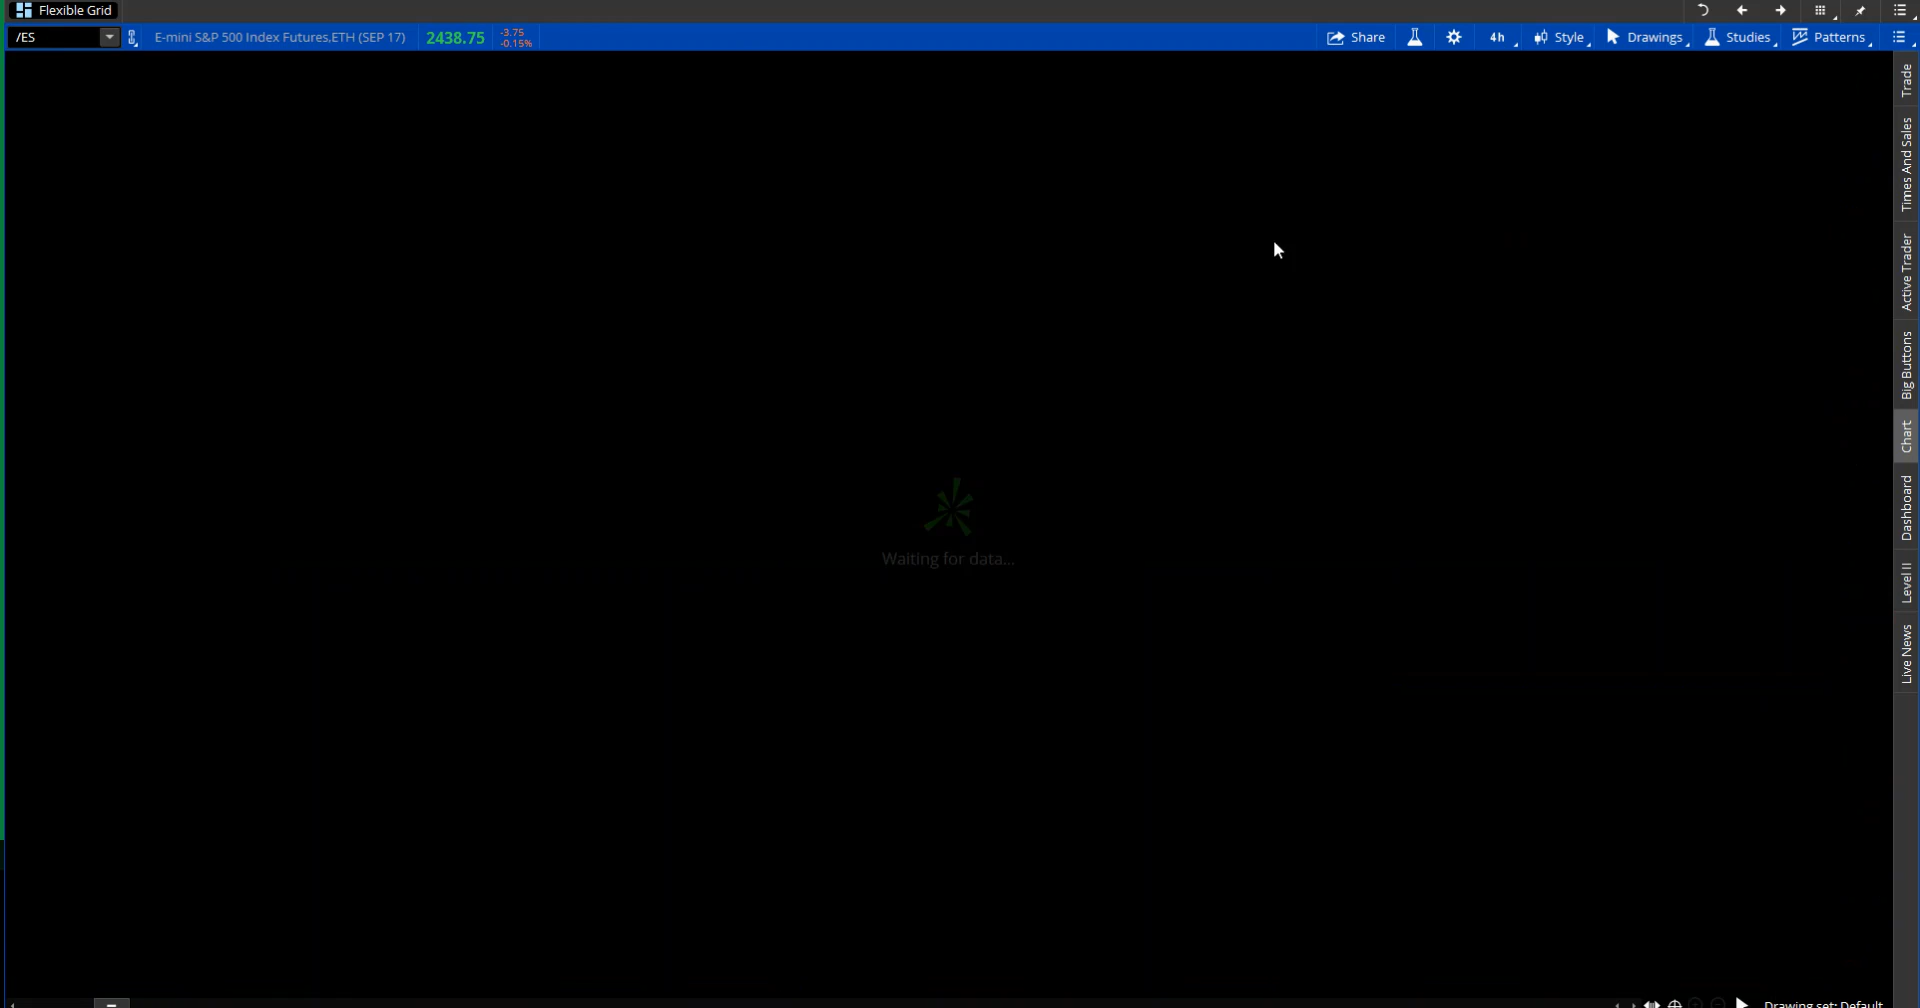 Flexible Grid
/ES
E-mini S&P 500 Index Futures,ETH (SEP 17)
2438.75
-3.75
-0.15%
Share
4h
Style
Drawings
Studies
Patterns
Trade
Times And Sales
Active Trader
Big Buttons
Chart
Dashboard
Level II
Live News
Waiting for data...
Drawing set: Default